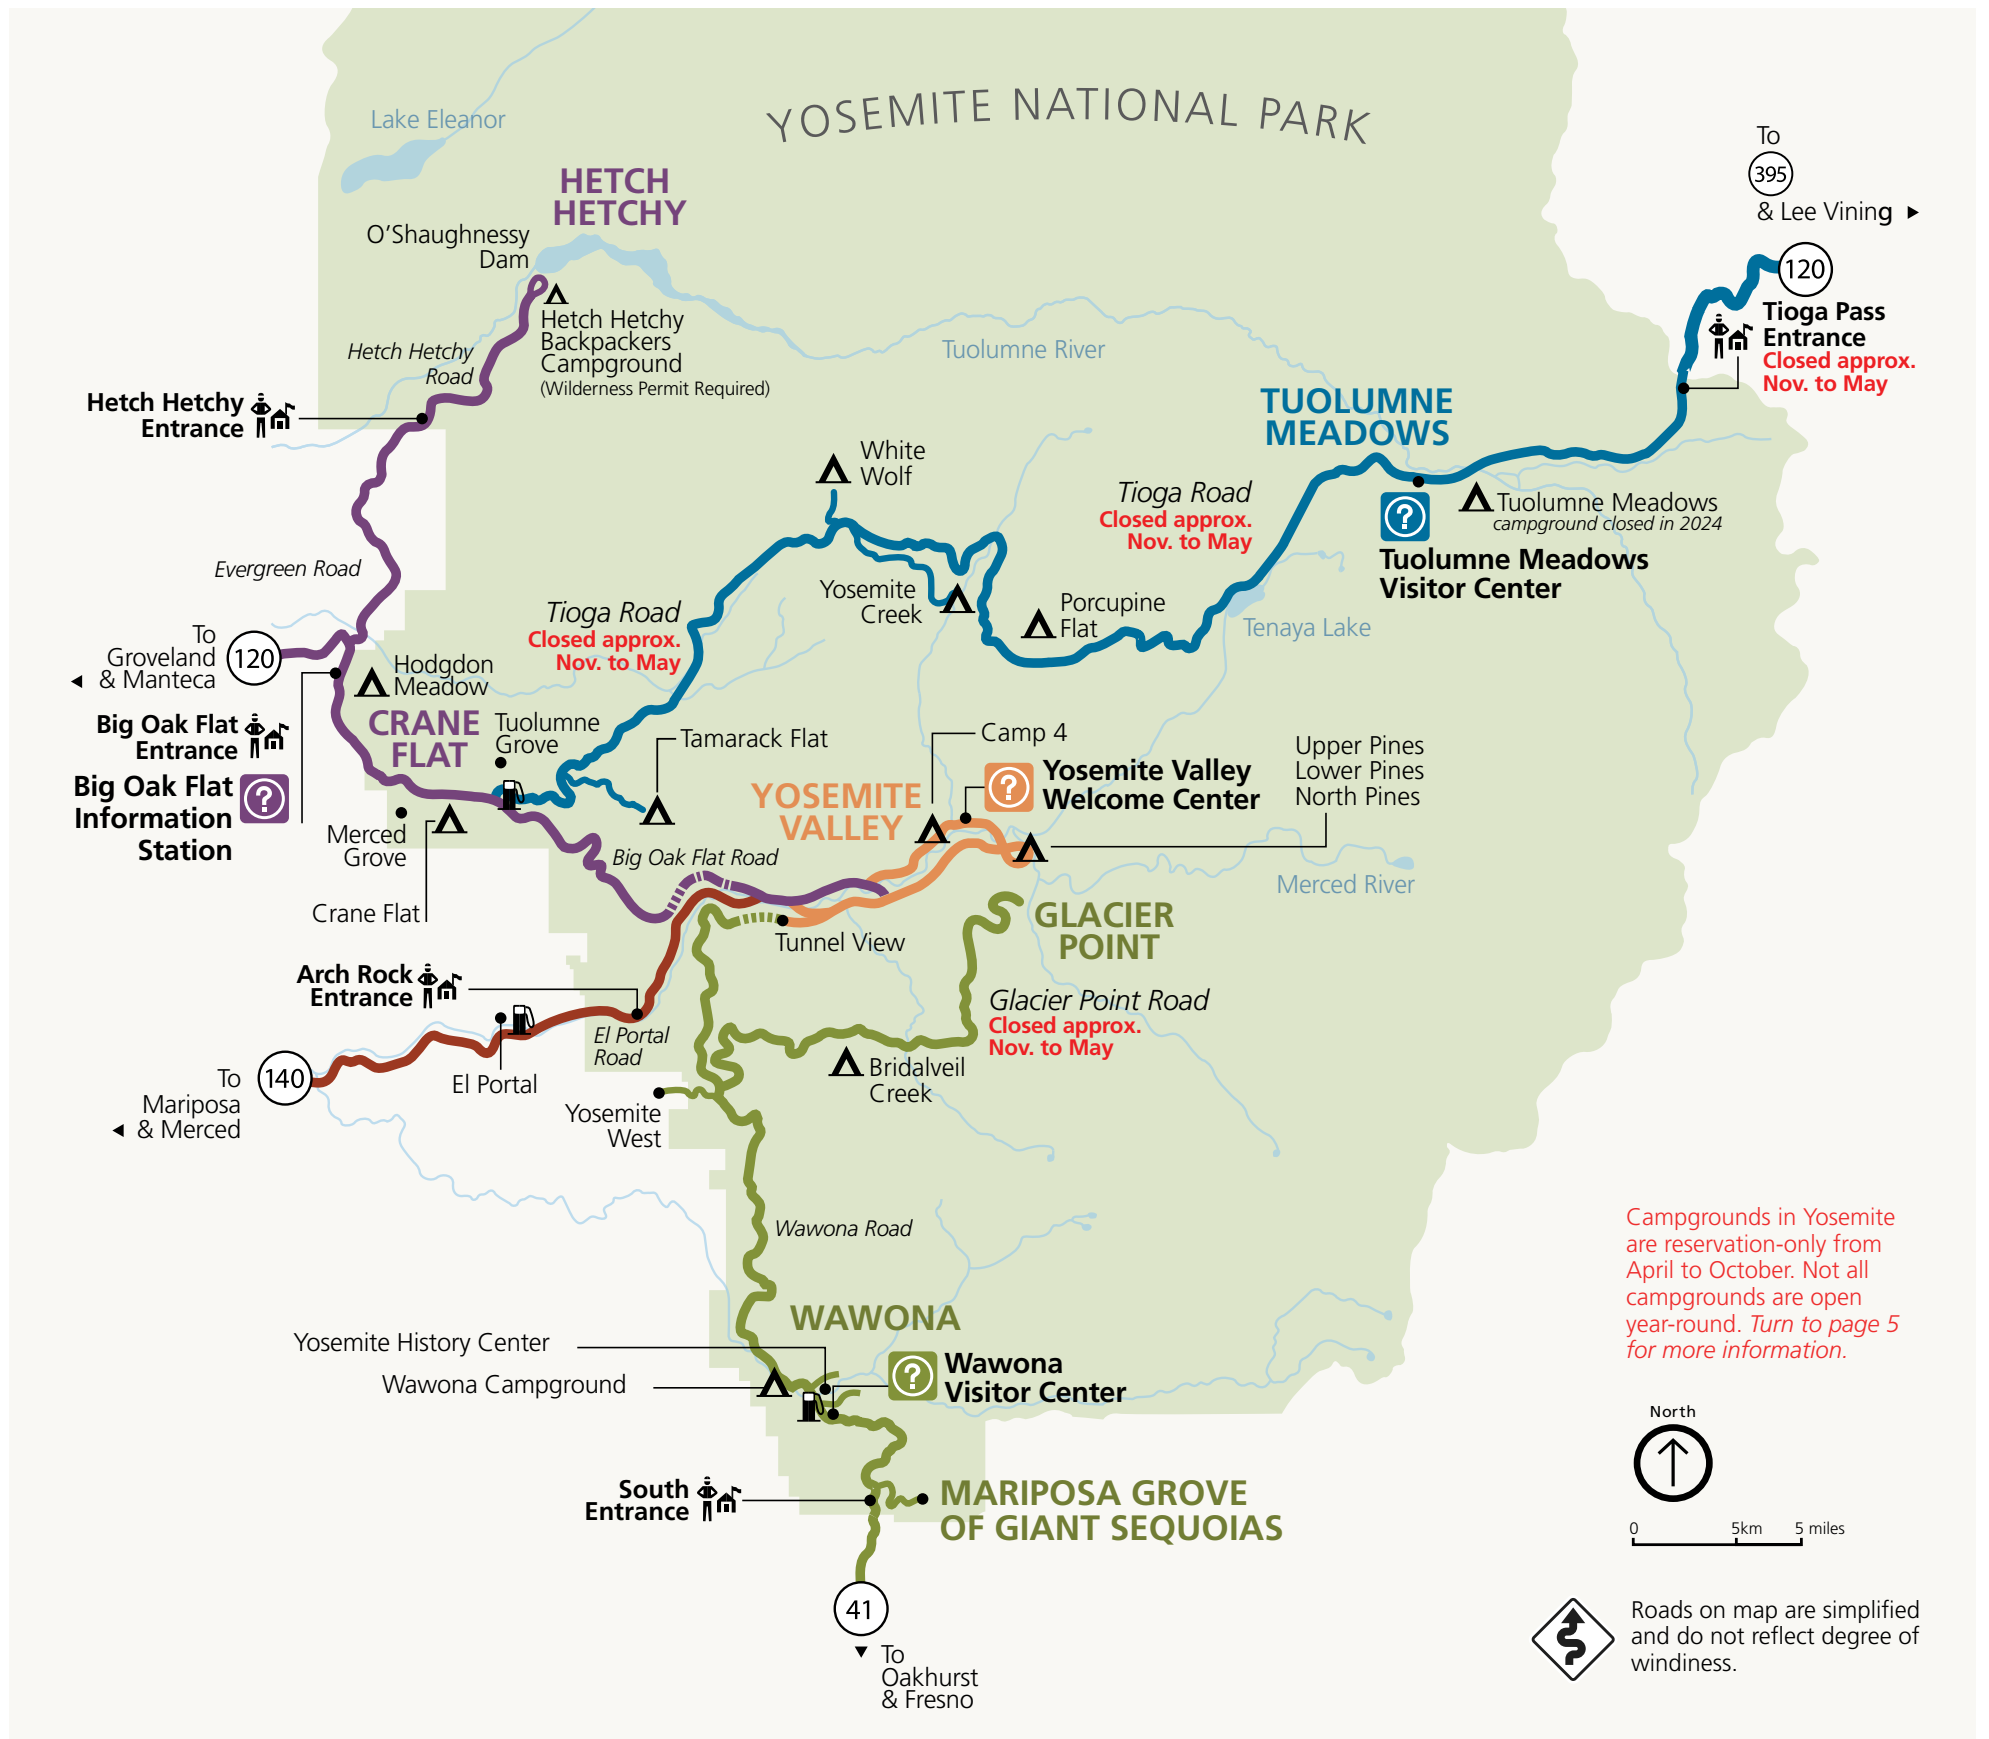 YOSEMITE NATIONAL PARK
Lake Eleanor
HETCH
HETCHY
O'Shaughnessy
Dam
Hetch Hetchy
Backpackers
Campground
(Wilderness Permit Required)
Hetch Hetchy
Road
Hetch Hetchy
Entrance
Tuolumne River
To
395
& Lee Vining
120
Tioga Pass
Entrance
Closed approx.
Nov. to May
TUOLUMNE
MEADOWS
White
Wolf
Tioga Road
Closed approx.
Nov. to May
Tuolumne Meadows
campground closed in 2024
?
Tuolumne Meadows
Visitor Center
Evergreen Road
Yosemite
Creek
Porcupine
Flat
Tenaya Lake
Tioga Road
Closed approx.
Nov. to May
To
Groveland
& Manteca
120
Hodgdon
Meadow
Big Oak Flat
Entrance
Big Oak Flat
Information
Station
?
CRANE
FLAT
Tuolumne
Grove
Tamarack Flat
Camp 4
Upper Pines
Lower Pines
North Pines
YOSEMITE
VALLEY
?
Yosemite Valley
Welcome Center
Merced
Grove
Big Oak Flat Road
Merced River
Crane Flat
GLACIER
POINT
Tunnel View
Arch Rock
Entrance
Glacier Point Road
Closed approx.
Nov. to May
El Portal
Road
Bridalveil
Creek
To
Mariposa
& Merced
140
El Portal
Yosemite
West
Wawona Road
Campgrounds in Yosemite
are reservation-only from
April to October. Not all
campgrounds are open
year-round. Turn to page 5
for more information.
WAWONA
Yosemite History Center
Wawona Campground
?
Wawona
Visitor Center
North
South
Entrance
MARIPOSA GROVE
OF GIANT SEQUOIAS
0 5km 5 miles
41
To
Oakhurst
& Fresno
Roads on map are simplified
and do not reflect degree of
windiness.